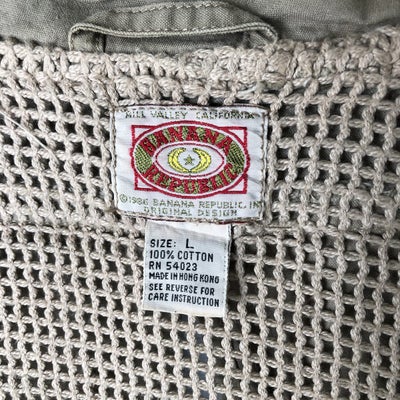 MILL VALLEY CALIFORNIA
BANANA
REPUBLIC
©1986 BANANA REPUBLIC, IN
ORIGINAL DESIGN
SIZE: L
100% COTTON
RN 54023
MADE IN HONG KONG
SEE REVERSE FOR
CARE INSTRUCTION